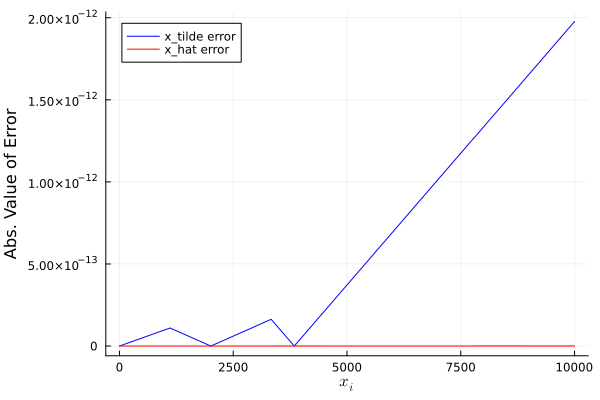 2.00×10⁻¹²
1.50×10⁻¹²
1.00×10⁻¹²
5.00×10⁻¹³
0
Abs. Value of Error
x_tilde error
x_hat error
0 2500 5000 7500 10000
xᵢ